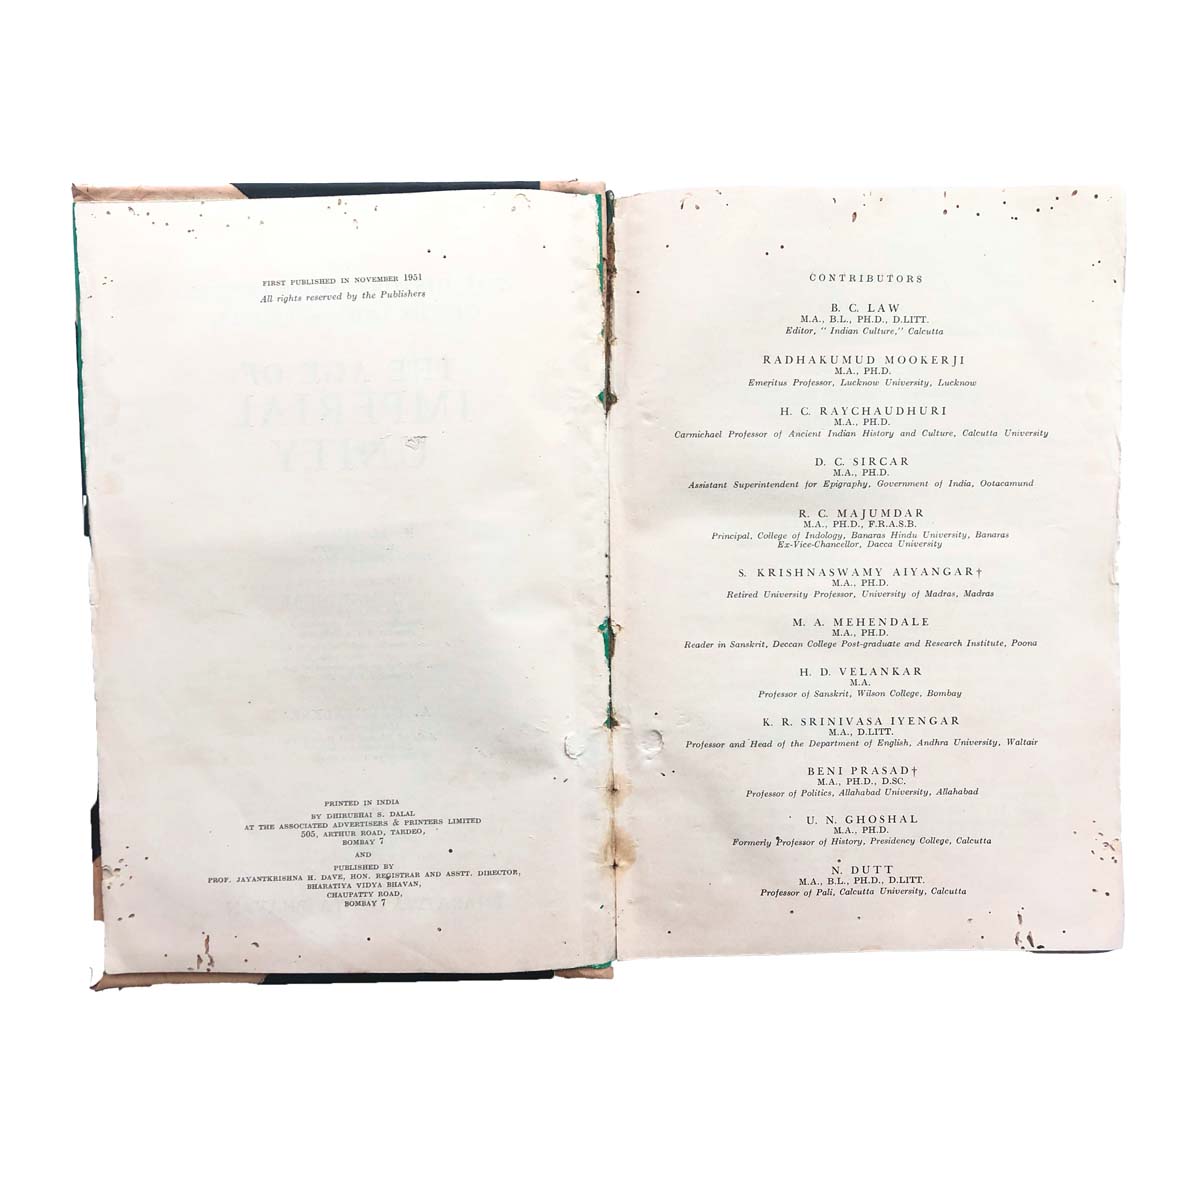 FIRST PUBLISHED IN NOVEMBER 1951
All rights reserved by the Publishers
THE AGE OF
IMPERIAL
UNITY
PRINTED IN INDIA
BY DHIRUBHAI S. DALAL
AT THE ASSOCIATED ADVERTISERS & PRINTERS LIMITED
505, ARTHUR ROAD, TARDEO,
BOMBAY 7
AND
PUBLISHED BY
PROF. JAYANTKRISHNA H. DAVE, HON. REGISTRAR AND ASSTT. DIRECTOR,
BHARATIYA VIDYA BHAVAN,
CHAUPATTY ROAD,
BOMBAY 7
CONTRIBUTORS
B. C. LAW
M.A., B.L., PH.D., D.LITT.
Editor, " Indian Culture," Calcutta
RADHAKUMUD MOOKERJI
M.A., PH.D.
Emeritus Professor, Lucknow University, Lucknow
H. C. RAYCHAUDHURI
M.A., PH.D.
Carmichael Professor of Ancient Indian History and Culture, Calcutta University
D. C. SIRCAR
M.A., PH.D.
Assistant Superintendent for Epigraphy, Government of India, Ootacamund
R. C. MAJUMDAR
M.A., PH.D., F.R.A.S.B.
Principal, College of Indology, Banaras Hindu University, Banaras
Ex-Vice-Chancellor, Dacca University
S. KRISHNASWAMY AIYANGAR†
M.A., PH.D.
Retired University Professor, University of Madras, Madras
M. A. MEHENDALE
M.A., PH.D.
Reader in Sanskrit, Deccan College Post-graduate and Research Institute, Poona
H. D. VELANKAR
M.A.
Professor of Sanskrit, Wilson College, Bombay
K. R. SRINIVASA IYENGAR
M.A., D.LITT.
Professor and Head of the Department of English, Andhra University, Waltair
BENI PRASAD†
M.A., PH.D., D.SC.
Professor of Politics, Allahabad University, Allahabad
U. N. GHOSHAL
M.A., PH.D.
Formerly Professor of History, Presidency College, Calcutta
N. DUTT
M.A., B.L., PH.D., D.LITT.
Professor of Pali, Calcutta University, Calcutta